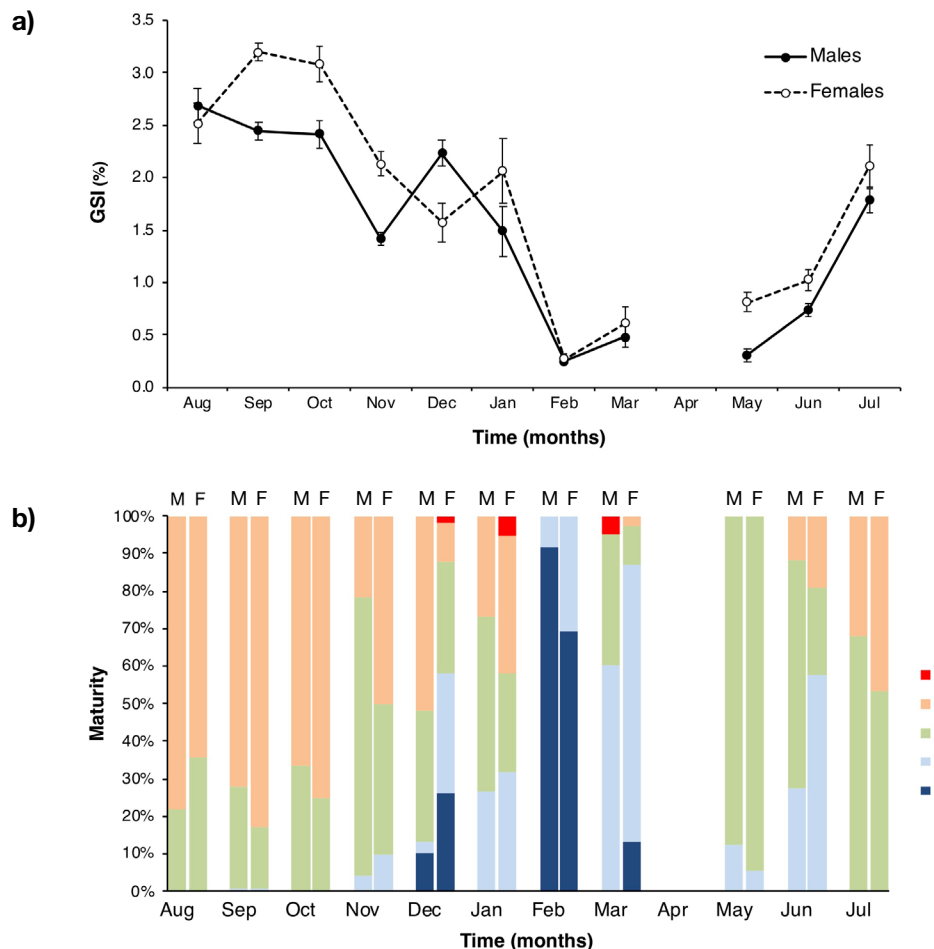 a)
3.5
3.0
2.5
2.0
1.5
1.0
0.5
0.0
GSI (%)
Males
Females
Aug Sep Oct Nov Dec Jan Feb Mar Apr May Jun Jul
Time (months)
b)
M F M F M F M F M F M F M F M F M F M F M F
100%
90%
80%
70%
60%
50%
40%
30%
20%
10%
0%
Maturity
Aug Sep Oct Nov Dec Jan Feb Mar Apr May Jun Jul
Time (months)